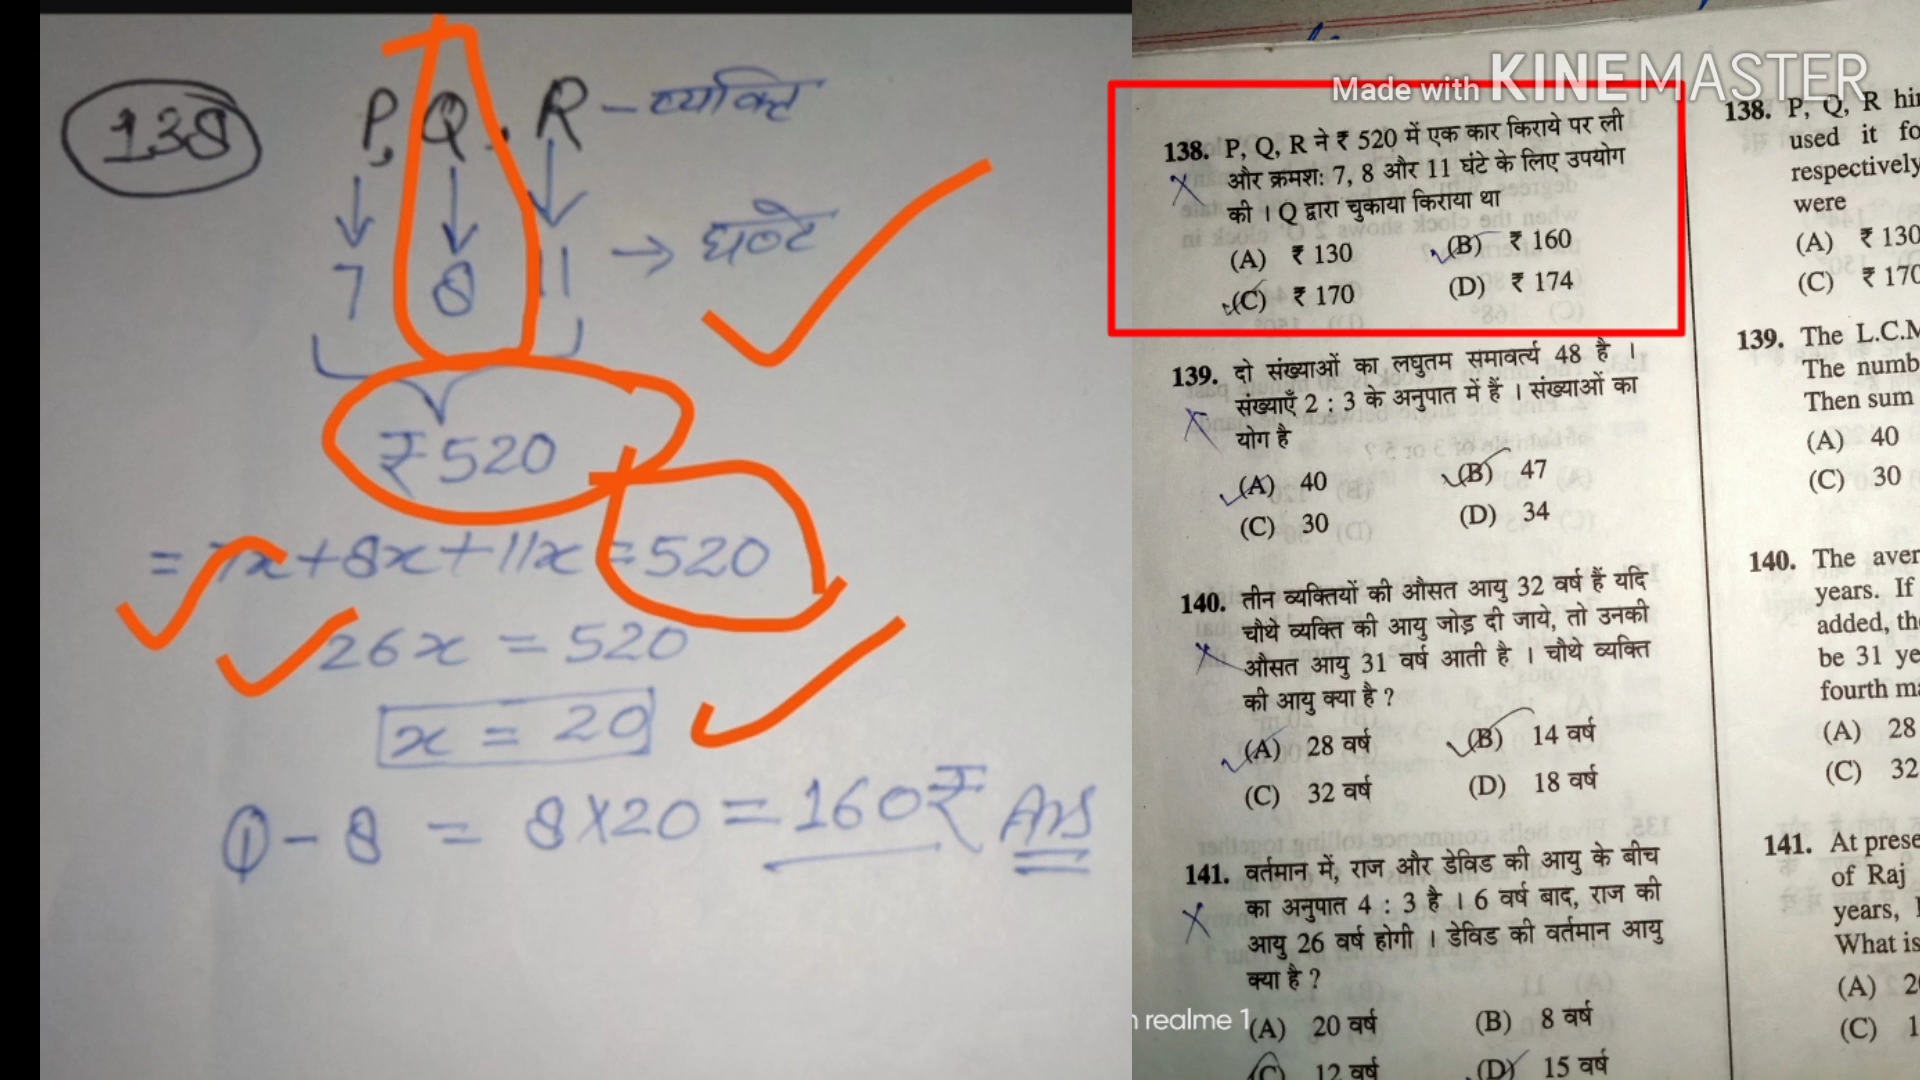 138
P, Q, R - व्यक्ति
7 8 11 → घण्टे
₹520
= 7x+8x+11x=520
26x = 520
x = 20
Q - 8 = 8×20 = 160₹ Ans
Made with KINEMASTER
138. P, Q, R ने ₹ 520 में एक कार किराये पर ली
और क्रमश: 7, 8 और 11 घंटे के लिए उपयोग
की । Q द्वारा चुकाया किराया था
(A) ₹ 130 (B) ₹ 160
(C) ₹ 170 (D) ₹ 174
139. दो संख्याओं का लघुतम समावर्त्य 48 है ।
संख्याएँ 2 : 3 के अनुपात में हैं । संख्याओं का
योग है
(A) 40 (B) 47
(C) 30 (D) 34
140. तीन व्यक्तियों की औसत आयु 32 वर्ष हैं यदि
चौथे व्यक्ति की आयु जोड़ दी जाये, तो उनकी
औसत आयु 31 वर्ष आती है । चौथे व्यक्ति
की आयु क्या है ?
(A) 28 वर्ष (B) 14 वर्ष
(C) 32 वर्ष (D) 18 वर्ष
141. वर्तमान में, राज और डेविड की आयु के बीच
का अनुपात 4 : 3 है । 6 वर्ष बाद, राज की
आयु 26 वर्ष होगी । डेविड की वर्तमान आयु
क्या है ?
(A) 20 वर्ष (B) 8 वर्ष
(C) 12 वर्ष (D) 15 वर्ष
realme 1
138. P, Q, R hir
used it fo
respectively
were
(A) ₹ 130
(C) ₹ 170
139. The L.C.M
The numb
Then sum
(A) 40
(C) 30
140. The aver
years. If
added, the
be 31 ye
fourth ma
(A) 28
(C) 32
141. At prese
of Raj
years,
What is
(A) 20
(C) 1